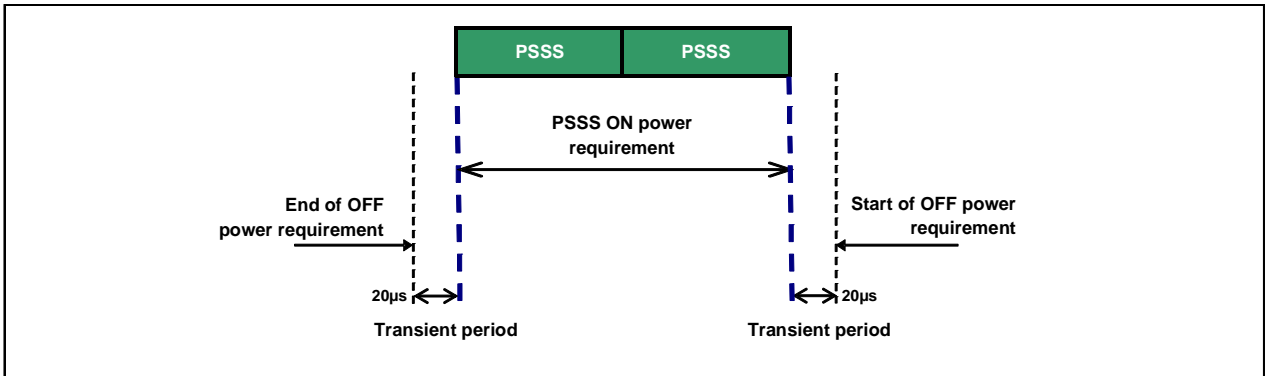 PSSS PSSS
PSSS ON power
requirement
End of OFF
power requirement
Start of OFF power
requirement
20µs
20µs
Transient period
Transient period